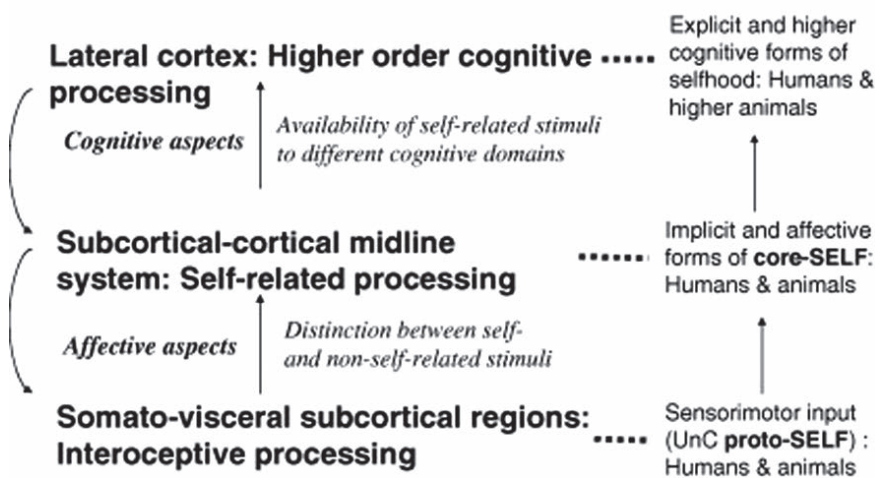 Lateral cortex: Higher order cognitive
processing
Explicit and higher
cognitive forms of
selfhood: Humans &
higher animals
Cognitive aspects
Availability of self-related stimuli
to different cognitive domains
Subcortical-cortical midline
system: Self-related processing
Implicit and affective
forms of core-SELF:
Humans & animals
Affective aspects
Distinction between self-
and non-self-related stimuli
Somato-visceral subcortical regions:
Interoceptive processing
Sensorimotor input
(UnC proto-SELF) :
Humans & animals